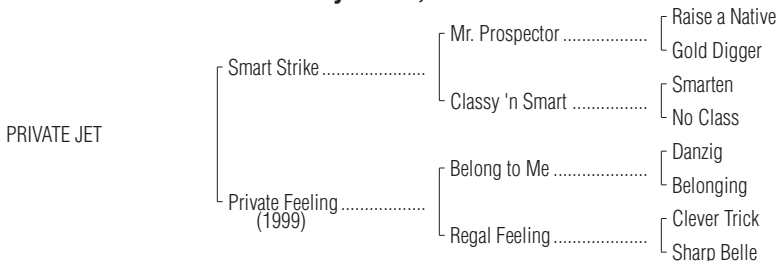 Raise a Native
Mr. Prospector ..................
Gold Digger
Smart Strike ......................
Smarten
Classy 'n Smart ................
No Class
PRIVATE JET
Danzig
Belong to Me ....................
Belonging
Private Feeling ..................
(1999)
Clever Trick
Regal Feeling ....................
Sharp Belle